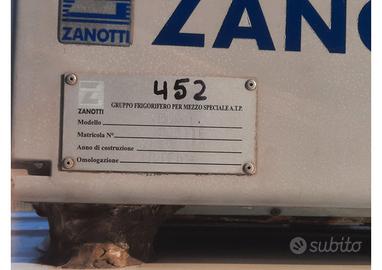 ZANOTTI
ZANO
452
ZANOTTI
GRUPPO FRIGORIFERO PER MEZZO SPECIALE A.T.P.
Modello
Matricola N°
Anno di costruzione
Omologazione
subito